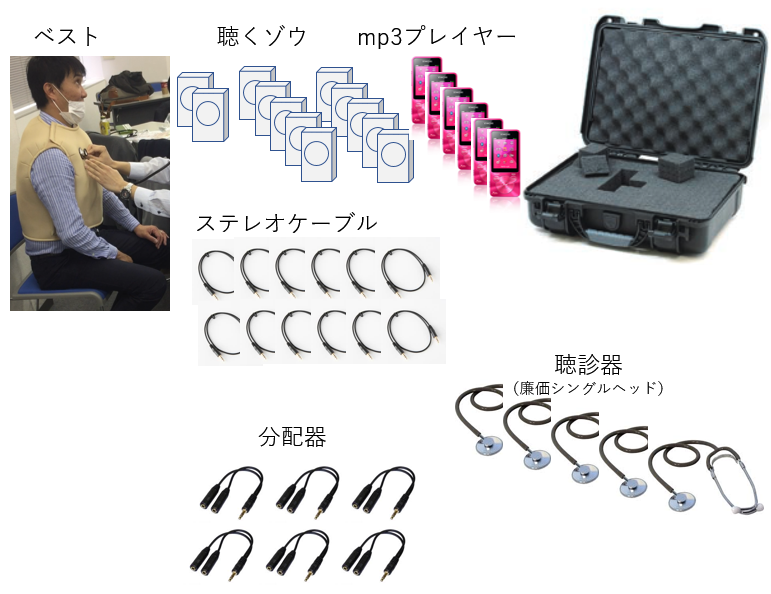 ベスト
聴くゾウ
mp3プレイヤー
ステレオケーブル
聴診器
（廉価シングルヘッド）
分配器